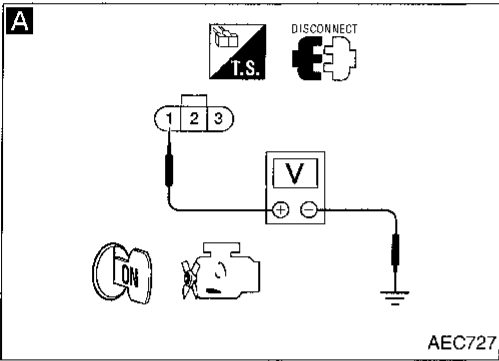 A
DISCONNECT
T.S.
1 2 3
V
⊕ ⊖
ON
AEC727